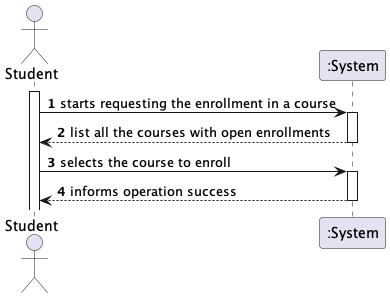 Student
:System
1 starts requesting the enrollment in a course
2 list all the courses with open enrollments
3 selects the course to enroll
4 informs operation success
Student
:System